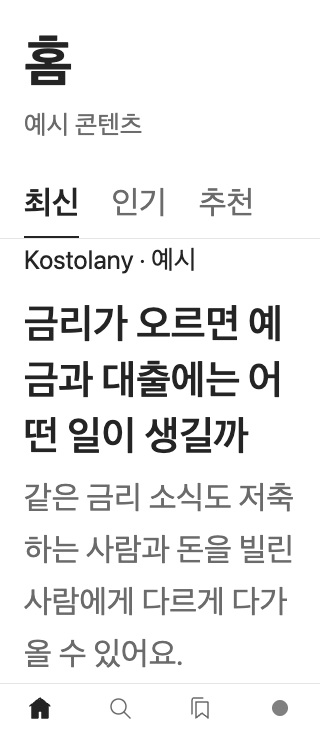 홈
예시 콘텐츠
최신 인기 추천
Kostolany · 예시
금리가 오르면 예
금과 대출에는 어
떤 일이 생길까
같은 금리 소식도 저축
하는 사람과 돈을 빌린
사람에게 다르게 다가
올 수 있어요.